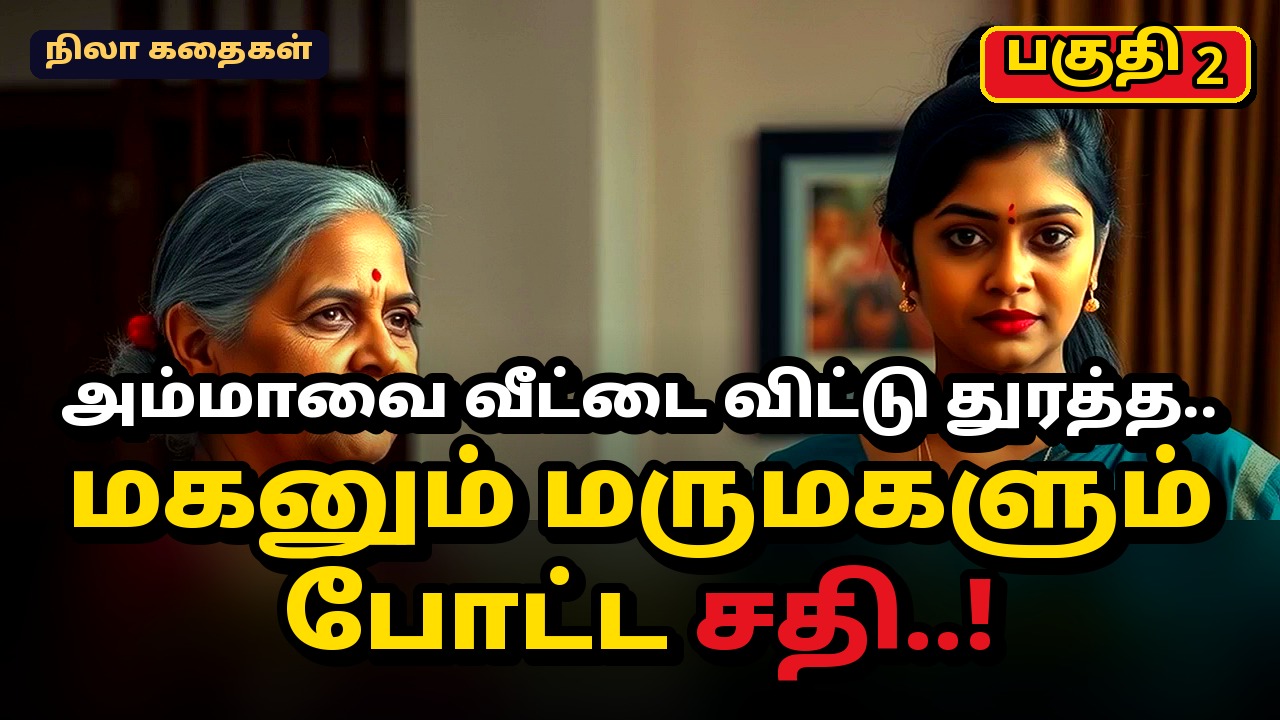 நிலா கதைகள்
பகுதி 2
அம்மாவை வீட்டை விட்டு துரத்த..
மகனும் மருமகளும்
போட்ட சதி..!